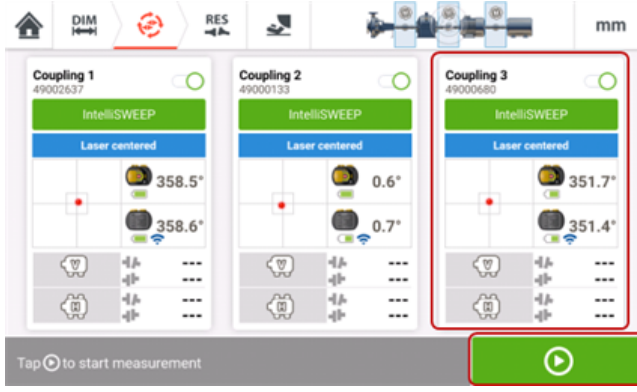 DIM
RES
mm
Coupling 1
49002637
IntelliSWEEP
Laser centered
358.5°
358.6°
V ---
---
H ---
---
Coupling 2
49000133
IntelliSWEEP
Laser centered
0.6°
0.7°
V ---
---
H ---
---
Coupling 3
49000680
IntelliSWEEP
Laser centered
351.7°
351.4°
V ---
---
H ---
---
Tap to start measurement